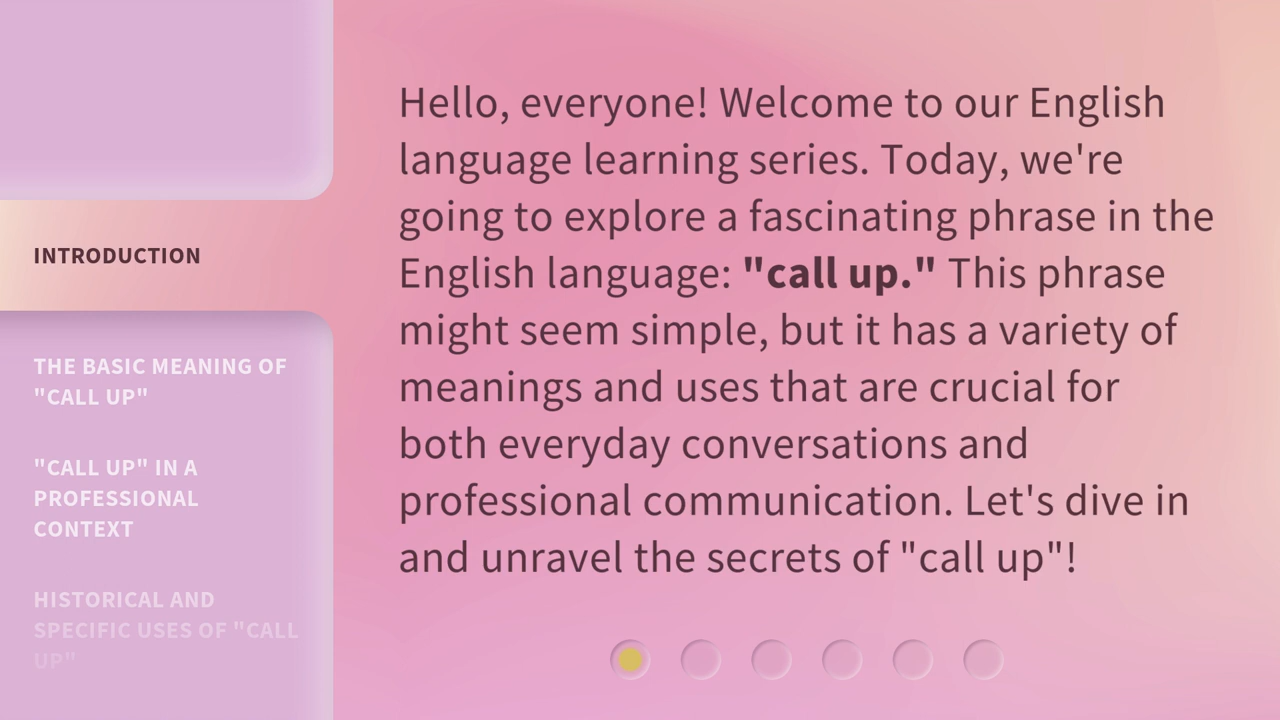 INTRODUCTION
THE BASIC MEANING OF
"CALL UP"
"CALL UP" IN A
PROFESSIONAL
CONTEXT
HISTORICAL AND
SPECIFIC USES OF "CALL
UP"
Hello, everyone! Welcome to our English
language learning series. Today, we're
going to explore a fascinating phrase in the
English language: "call up." This phrase
might seem simple, but it has a variety of
meanings and uses that are crucial for
both everyday conversations and
professional communication. Let's dive in
and unravel the secrets of "call up"!